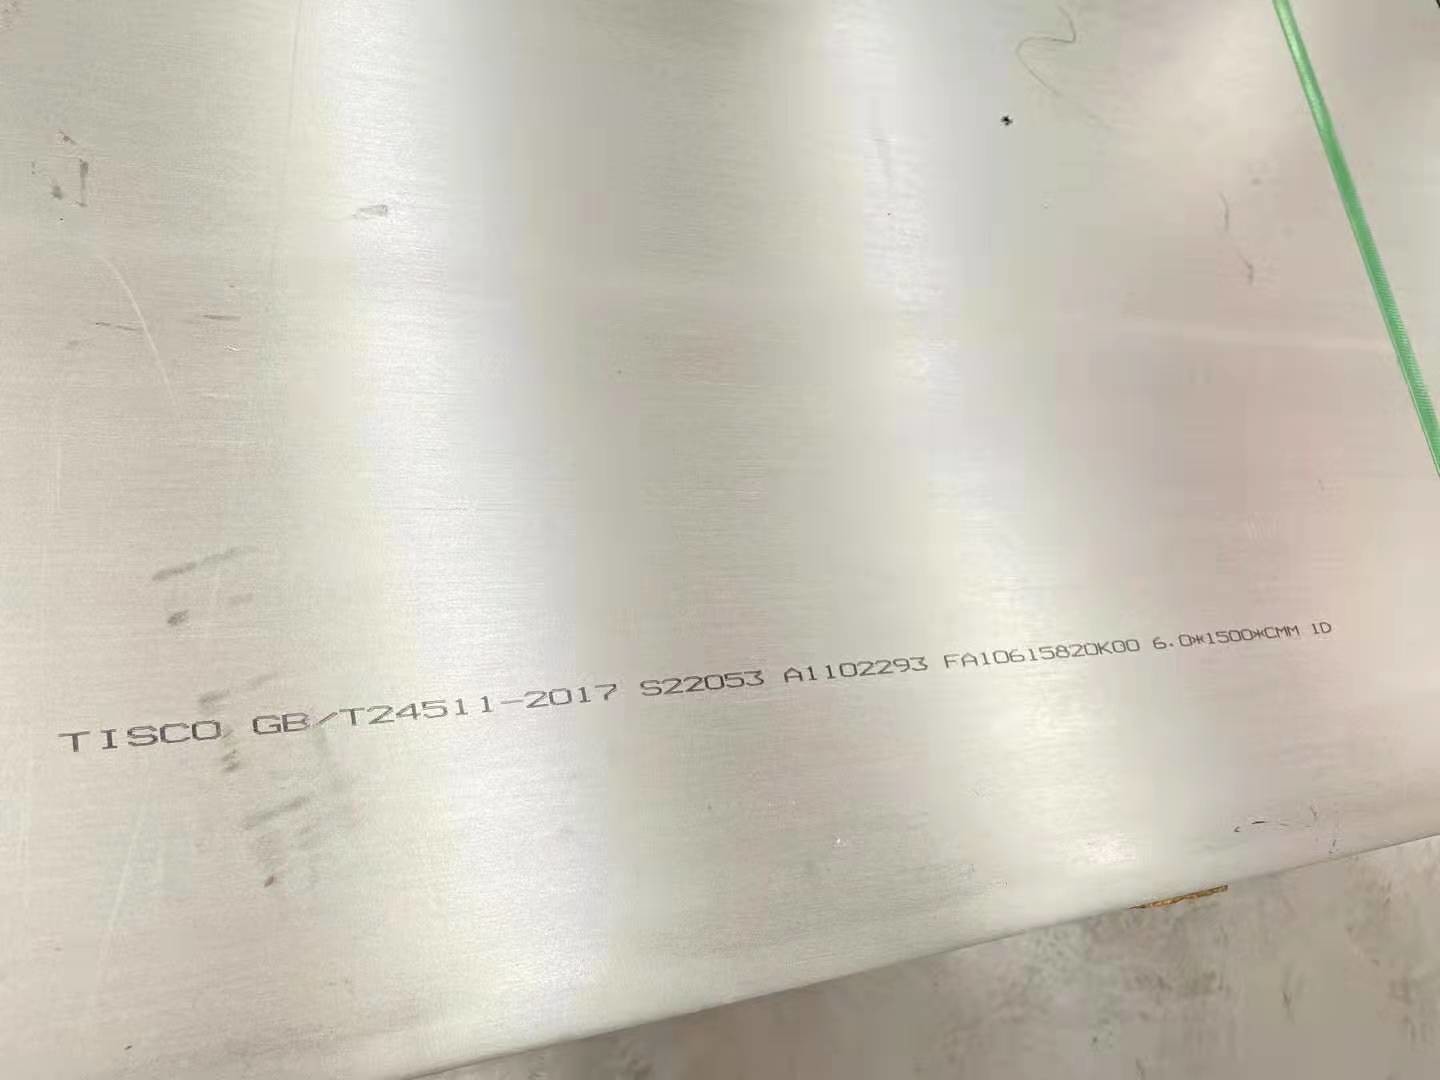 TISCO GB/T24511-2017 S22053 A1102293 FA10615820K00 6.0*1500*CMM 1D